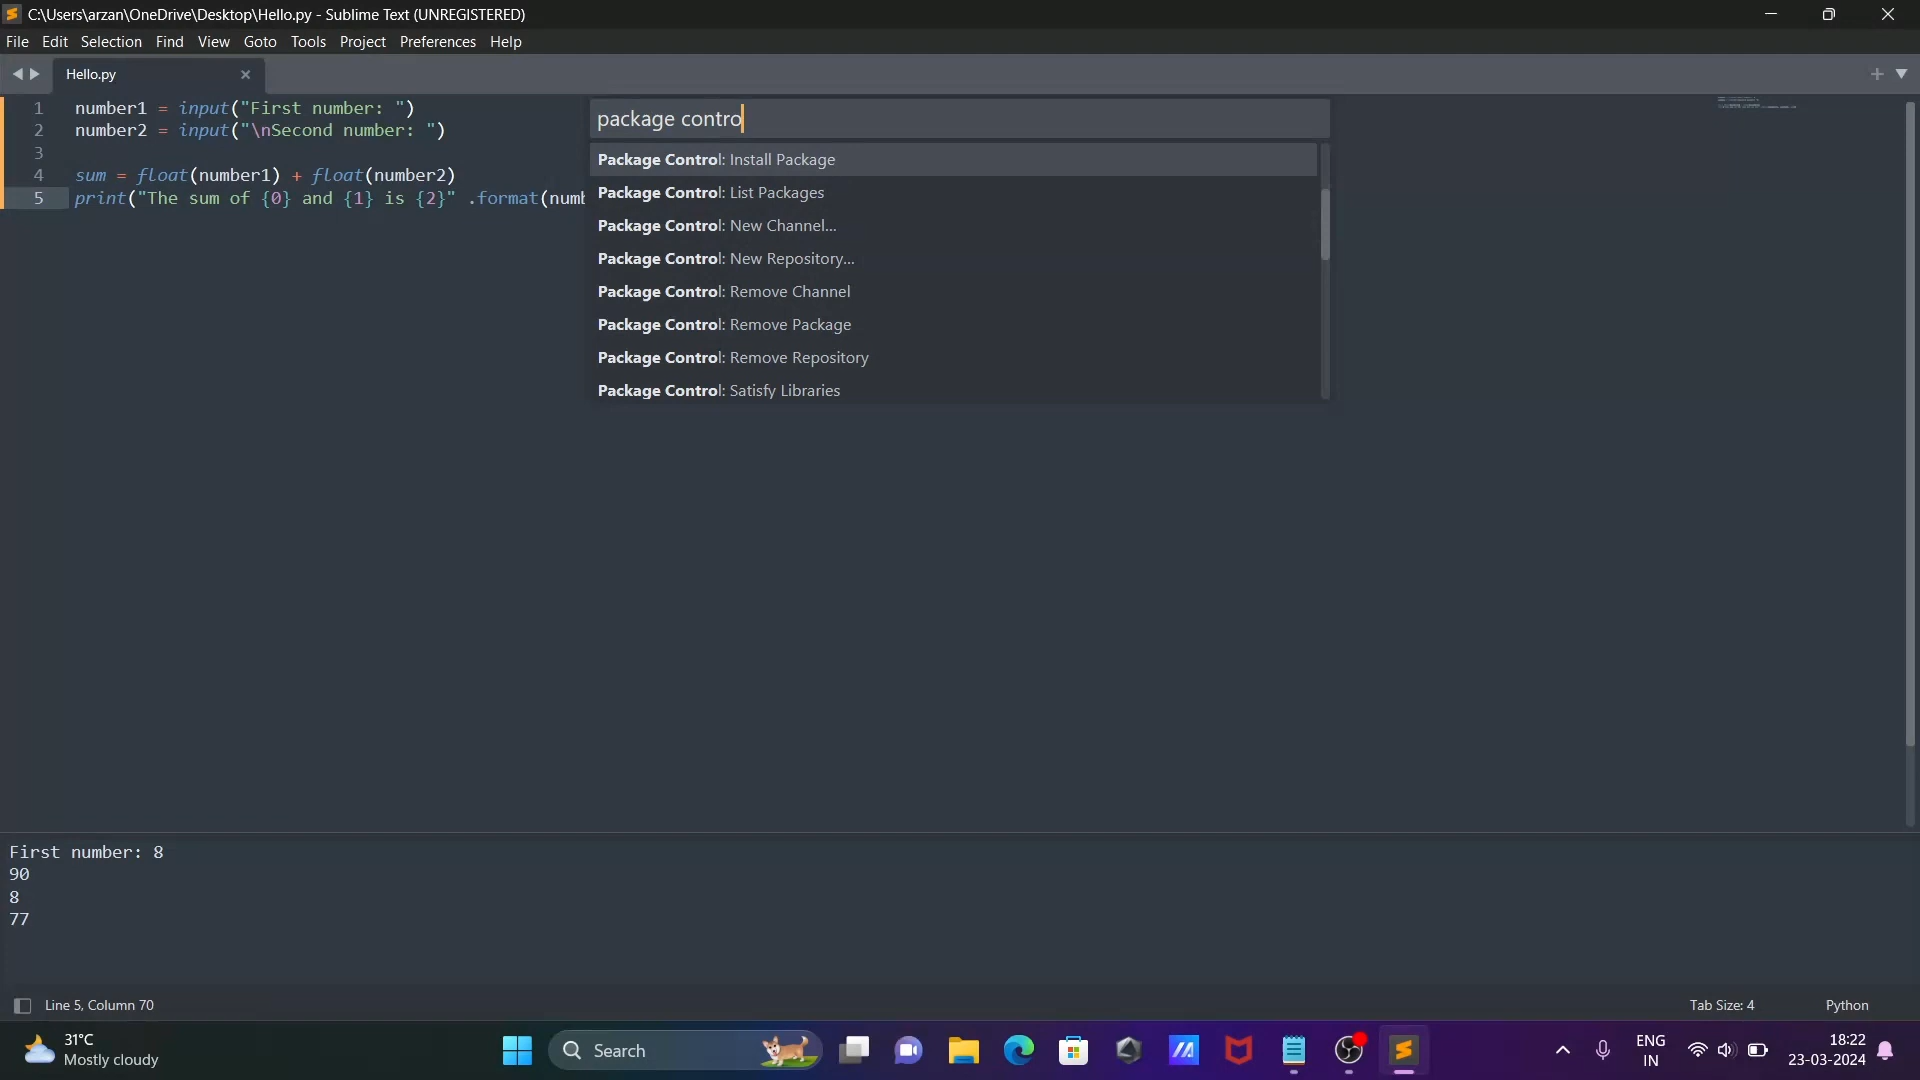 C:\Users\arzan\OneDrive\Desktop\Hello.py - Sublime Text (UNREGISTERED)
File Edit Selection Find View Goto Tools Project Preferences Help
Hello.py
1 number1 = input("First number: ")
2 number2 = input("\nSecond number: ")
3
4 sum = float(number1) + float(number2)
5 print("The sum of {0} and {1} is {2}" .format(numb
package contro
Package Control: Install Package
Package Control: List Packages
Package Control: New Channel...
Package Control: New Repository...
Package Control: Remove Channel
Package Control: Remove Package
Package Control: Remove Repository
Package Control: Satisfy Libraries
First number: 8
90
8
77
Line 5, Column 70
Tab Size: 4
Python
31°C
Mostly cloudy
Search
ENG
IN
18:22
23-03-2024